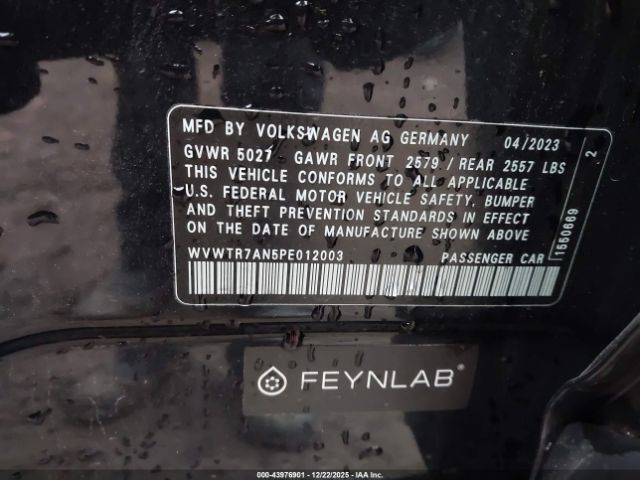 MFD BY VOLKSWAGEN AG GERMANY 04/2023
GVWR 5027 GAWR FRONT 2579 / REAR 2557 LBS
THIS VEHICLE CONFORMS TO ALL APPLICABLE
U.S. FEDERAL MOTOR VEHICLE SAFETY, BUMPER
AND THEFT PREVENTION STANDARDS IN EFFECT
ON THE DATE OF MANUFACTURE SHOWN ABOVE
WVWTR7AN5PE012003 PASSENGER CAR
1550669 2
FEYNLAB®
000-43976901 - 12/22/2025 - IAA Inc.